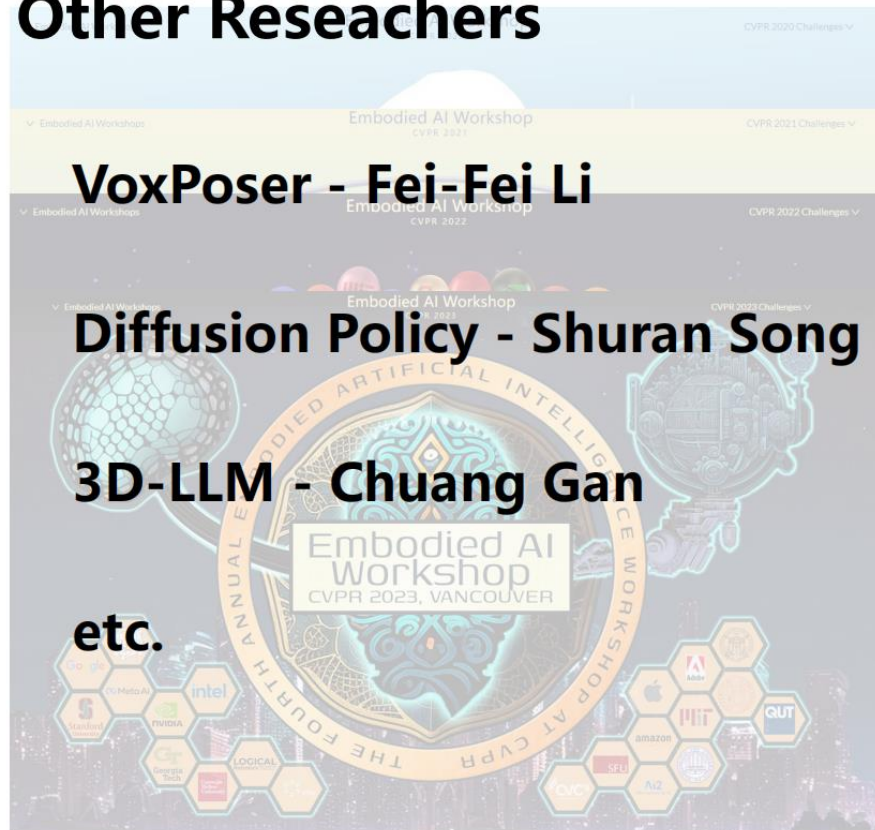 Other Reseachers
CVPR 2020 Challenges
Embodied AI Workshops
Embodied AI Workshop
CVPR 2021
CVPR 2021 Challenges
VoxPoser - Fei-Fei Li
Embodied AI Workshops
Embodied AI Workshop
CVPR 2022
CVPR 2022 Challenges
Embodied AI Workshops
Embodied AI Workshop
CVPR 2023 Challenges
Diffusion Policy - Shuran Song
THE FOURTH ANNUAL EMBODIED ARTIFICIAL INTELLIGENCE WORKSHOP AT CVPR
3D-LLM - Chuang Gan
Embodied AI
Workshop
CVPR 2023, VANCOUVER
etc.
Google
Meta AI
intel
Stanford
NVIDIA
Georgia
Tech
LOGICAL
Adobe
MIT
QUT
amazon
SFU
CVC
AI2